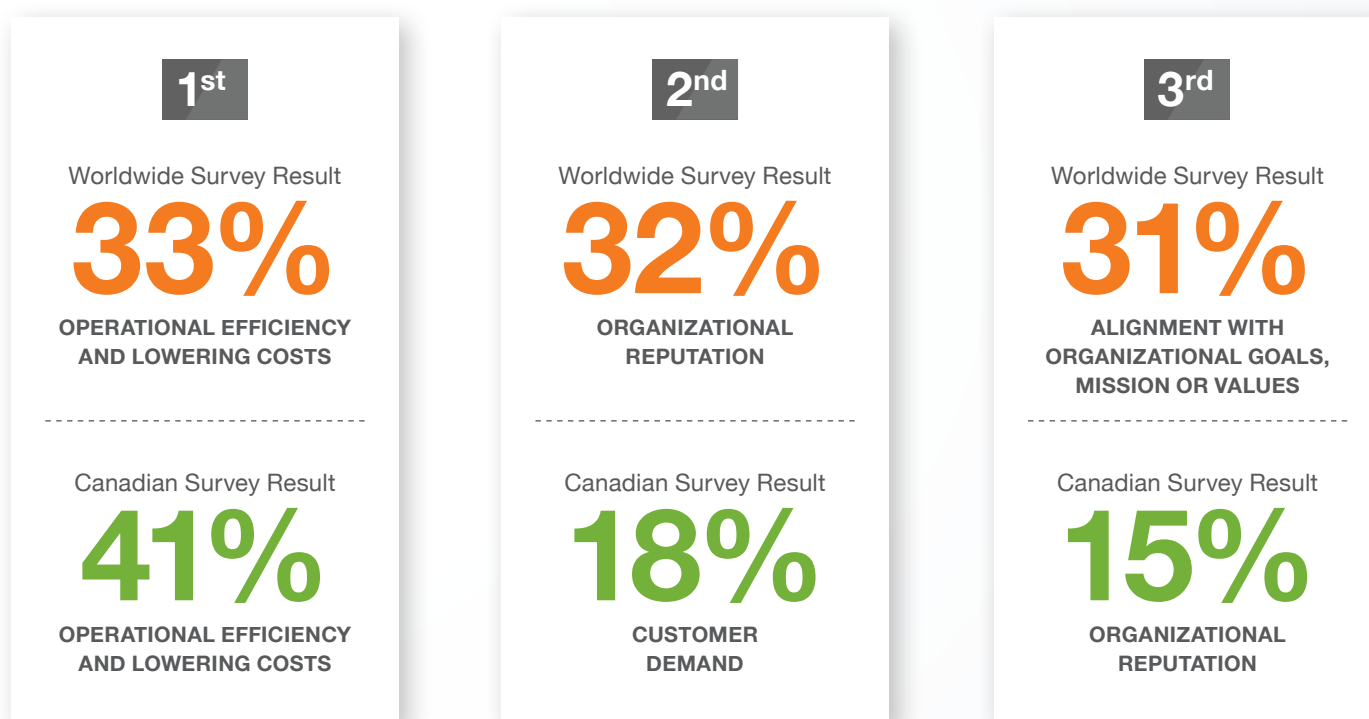 1st
Worldwide Survey Result
33%
OPERATIONAL EFFICIENCY
AND LOWERING COSTS
Canadian Survey Result
41%
OPERATIONAL EFFICIENCY
AND LOWERING COSTS
2nd
Worldwide Survey Result
32%
ORGANIZATIONAL
REPUTATION
Canadian Survey Result
18%
CUSTOMER
DEMAND
3rd
Worldwide Survey Result
31%
ALIGNMENT WITH
ORGANIZATIONAL GOALS,
MISSION OR VALUES
Canadian Survey Result
15%
ORGANIZATIONAL
REPUTATION